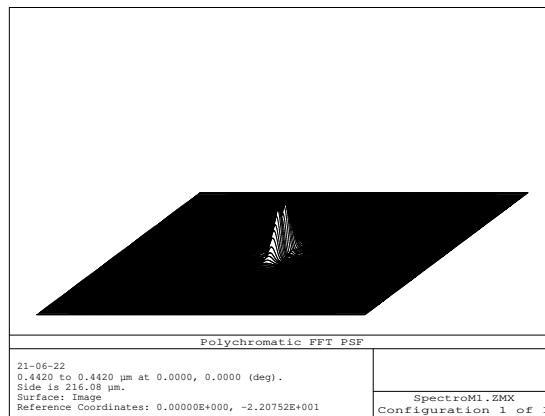 Polychromatic FFT PSF
21-06-22
0.4420 to 0.4420 µm at 0.0000, 0.0000 (deg).
Side is 216.08 µm.
Surface: Image
Reference Coordinates: 0.00000E+000, -2.20752E+001
SpectroM1.ZMX
Configuration 1 of